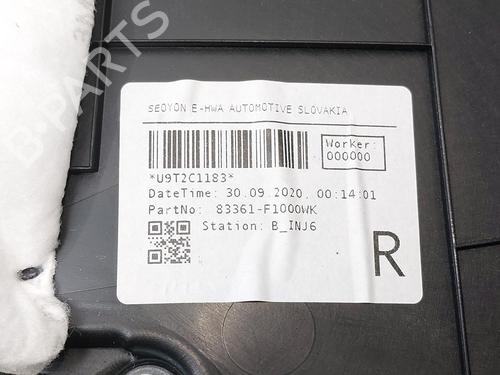 SEOYON E-HWA AUTOMOTIVE SLOVAKIA
Worker:
000000
*U9T2C1183*
DateTime: 30.09.2020, 00:14:01
PartNo: 83361-F1000WK
Station: B_INJ6
R
B-PARTS